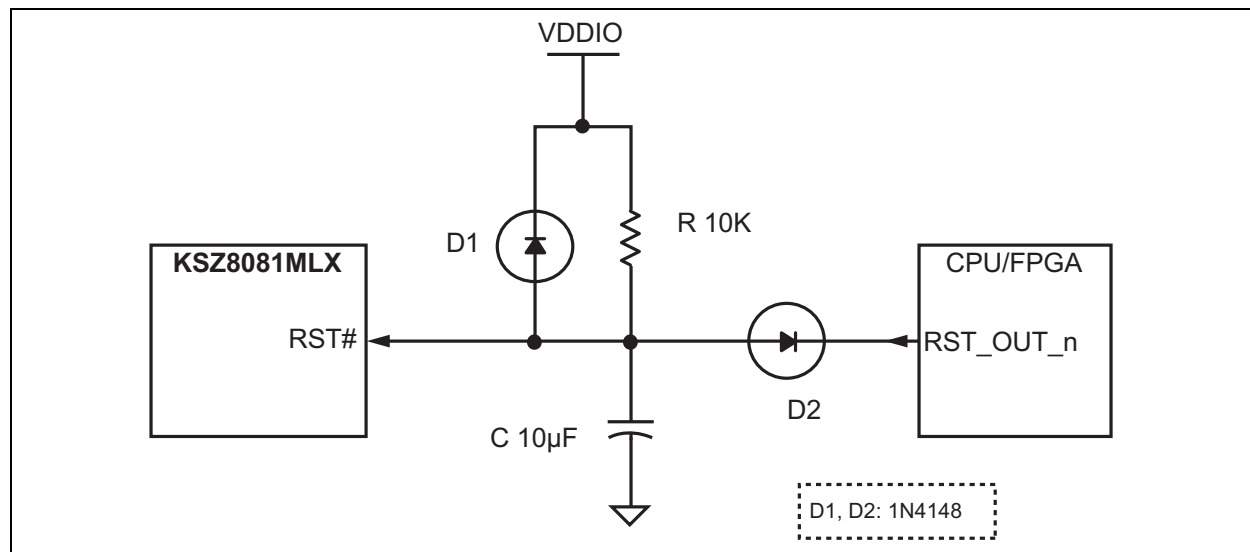 VDDIO
D1
R 10K
KSZ8081MLX
CPU/FPGA
RST#
RST_OUT_n
D2
C 10µF
D1, D2: 1N4148